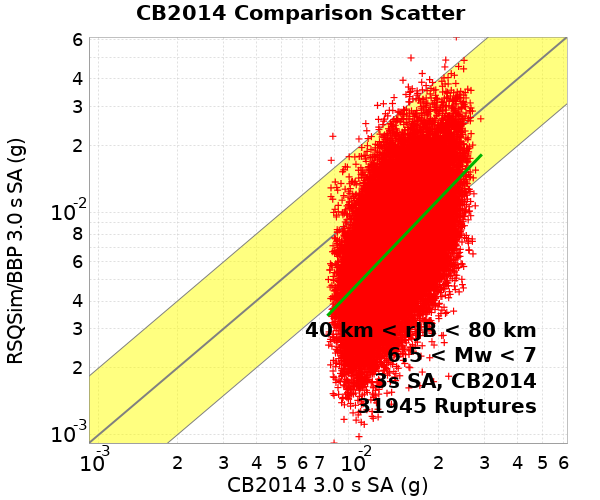 CB2014 Comparison Scatter
RSQSim/BBP 3.0 s SA (g)
6
4
3
2
10-2
8
6
4
3
2
10-3
40 km < rJB < 80 km
6.5 < Mw < 7
3s SA, CB2014
31945 Ruptures
10-3 2 3 4 5 6 7 10-2 2 3 4 5 6
CB2014 3.0 s SA (g)